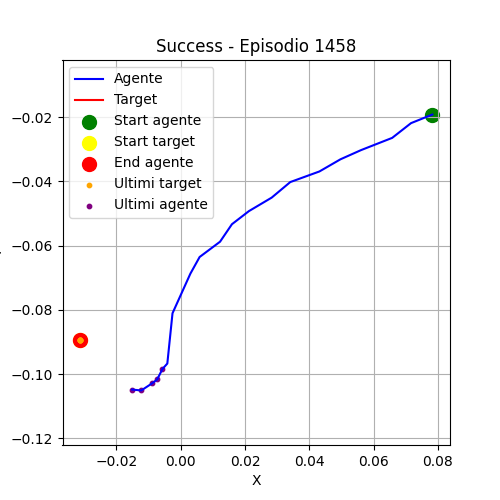 Success - Episodio 1458
Agente
Target
Start agente
Start target
End agente
Ultimi target
Ultimi agente
−0.02
−0.04
−0.06
−0.08
−0.10
−0.12
−0.02 0.00 0.02 0.04 0.06 0.08
X